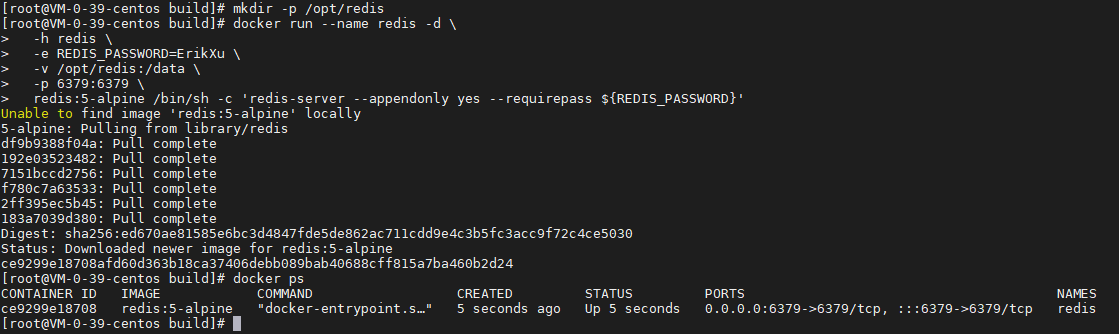 [root@VM-0-39-centos build]# mkdir -p /opt/redis
[root@VM-0-39-centos build]# docker run --name redis -d \
>   -h redis \
>   -e REDIS_PASSWORD=ErikXu \
>   -v /opt/redis:/data \
>   -p 6379:6379 \
>   redis:5-alpine /bin/sh -c 'redis-server --appendonly yes --requirepass ${REDIS_PASSWORD}'
Unable to find image 'redis:5-alpine' locally
5-alpine: Pulling from library/redis
df9b9388f04a: Pull complete
192e03523482: Pull complete
7151bccd2756: Pull complete
f780c7a63533: Pull complete
2ff395ec5b45: Pull complete
183a7039d380: Pull complete
Digest: sha256:ed670ae81585e6bc3d4847fde5de862ac711cdd9e4c3b5fc3acc9f72c4ce5030
Status: Downloaded newer image for redis:5-alpine
ce9299e18708afd60d363b18ca37406debb089bab40688cff815a7ba460b2d24
[root@VM-0-39-centos build]# docker ps
CONTAINER ID   IMAGE            COMMAND                  CREATED         STATUS         PORTS                                       NAMES
ce9299e18708   redis:5-alpine   "docker-entrypoint.s…"   5 seconds ago   Up 5 seconds   0.0.0.0:6379->6379/tcp, :::6379->6379/tcp   redis
[root@VM-0-39-centos build]#